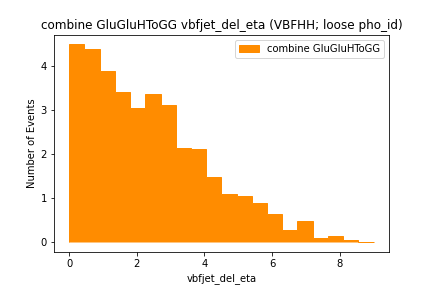 combine GluGluHToGG vbfjet_del_eta (VBFHH; loose pho_id)
combine GluGluHToGG
Number of Events
4
3
2
1
0
0 2 4 6 8
vbfjet_del_eta